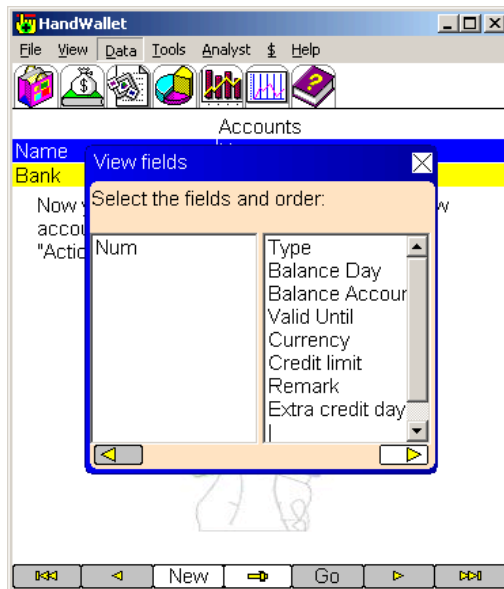 HandWallet
File View Data Tools Analyst $ Help
Accounts
Name
View fields
Bank
Select the fields and order:
Now
accou
"Actio
Num
Type
Balance Day
Balance Accour
Valid Until
Currency
Credit limit
Remark
Extra credit day
New Go